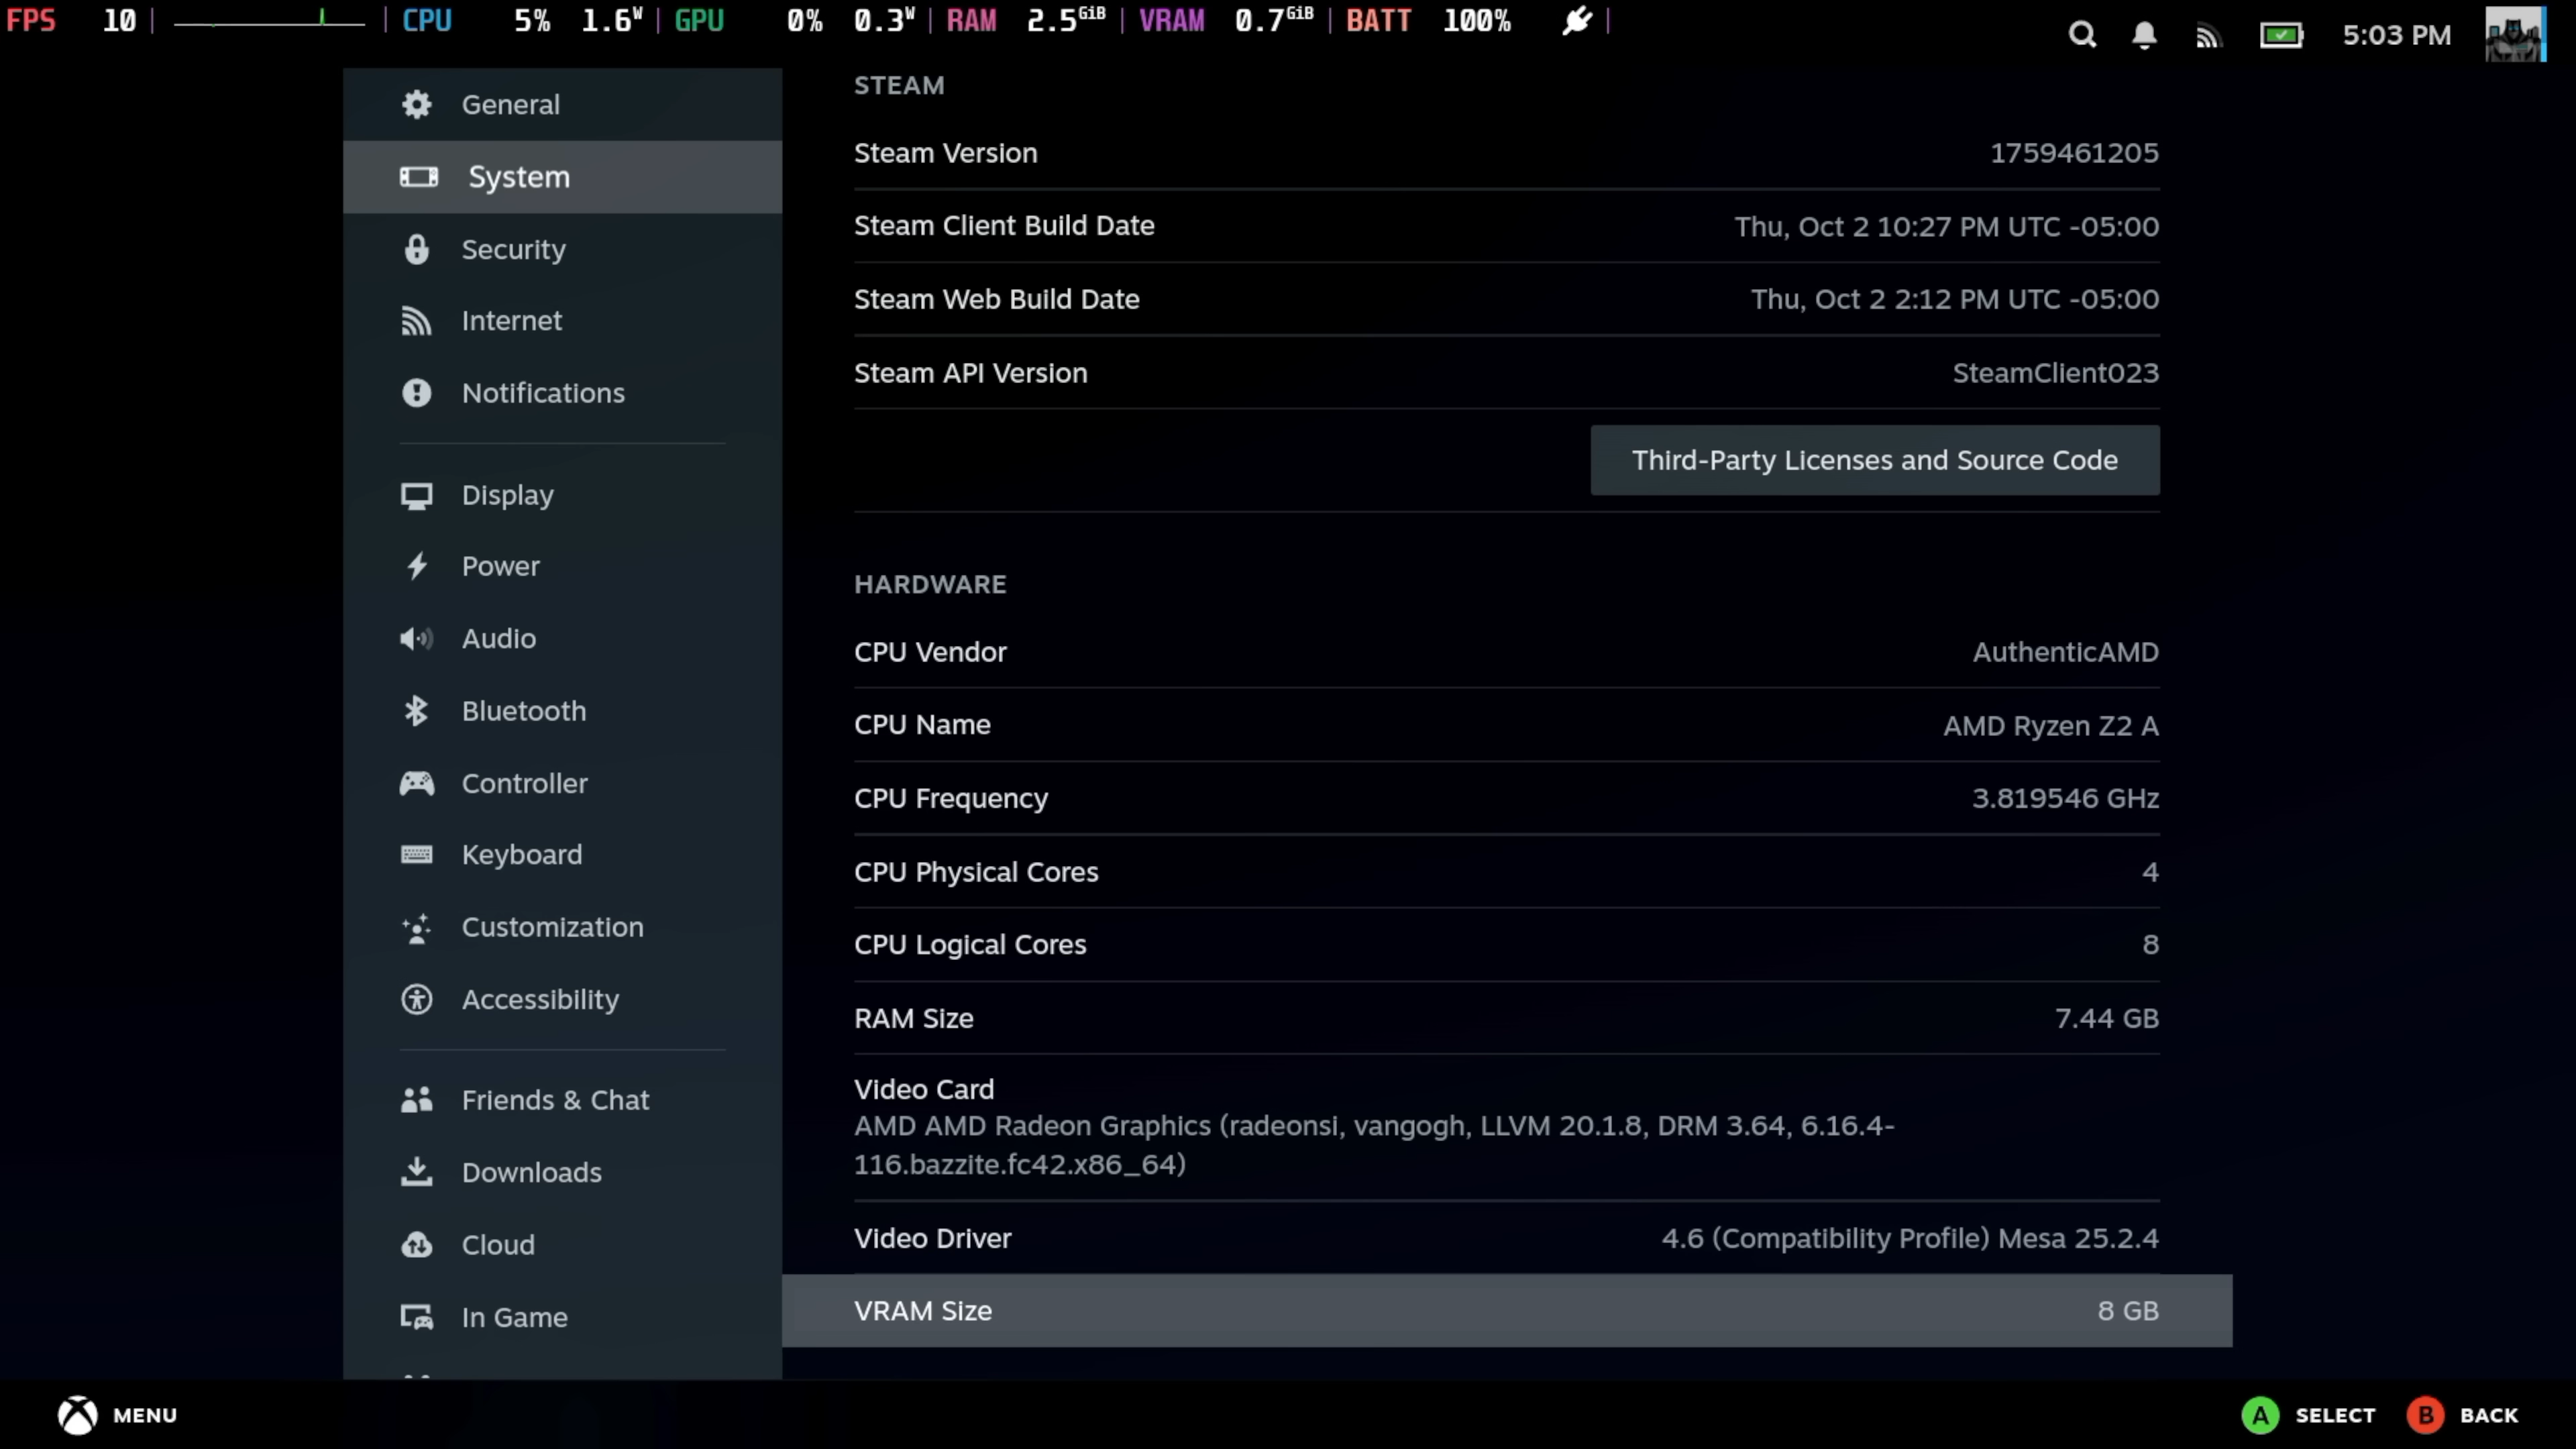 FPS 10 | CPU 5% 1.6W | GPU 0% 0.3W | RAM 2.5GiB | VRAM 0.7GiB | BATT 100% |
5:03 PM
General
System
Security
Internet
Notifications
Display
Power
Audio
Bluetooth
Controller
Keyboard
Customization
Accessibility
Friends & Chat
Downloads
Cloud
In Game
STEAM
Steam Version 1759461205
Steam Client Build Date Thu, Oct 2 10:27 PM UTC -05:00
Steam Web Build Date Thu, Oct 2 2:12 PM UTC -05:00
Steam API Version SteamClient023
Third-Party Licenses and Source Code
HARDWARE
CPU Vendor AuthenticAMD
CPU Name AMD Ryzen Z2 A
CPU Frequency 3.819546 GHz
CPU Physical Cores 4
CPU Logical Cores 8
RAM Size 7.44 GB
Video Card
AMD AMD Radeon Graphics (radeonsi, vangogh, LLVM 20.1.8, DRM 3.64, 6.16.4-
116.bazzite.fc42.x86_64)
Video Driver 4.6 (Compatibility Profile) Mesa 25.2.4
VRAM Size 8 GB
MENU
A SELECT B BACK